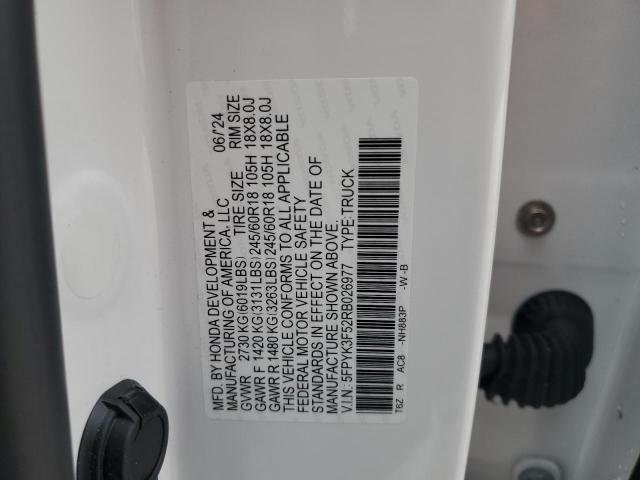 MFD. BY HONDA DEVELOPMENT &
MANUFACTURING OF AMERICA, LLC 06/'24
GVWR 2730 KG(6019LBS) TIRE SIZE RIM SIZE
GAWR F 1420 KG(3131LBS) 245/60R18 105H 18X8.0J
GAWR R 1480 KG(3263LBS) 245/60R18 105H 18X8.0J
THIS VEHICLE CONFORMS TO ALL APPLICABLE
FEDERAL MOTOR VEHICLE SAFETY
STANDARDS IN EFFECT ON THE DATE OF
MANUFACTURE SHOWN ABOVE.
V.I.N: 5FPYK3F52RB026977 TYPE:TRUCK
T6Z R AC8 -NH883P -W-B